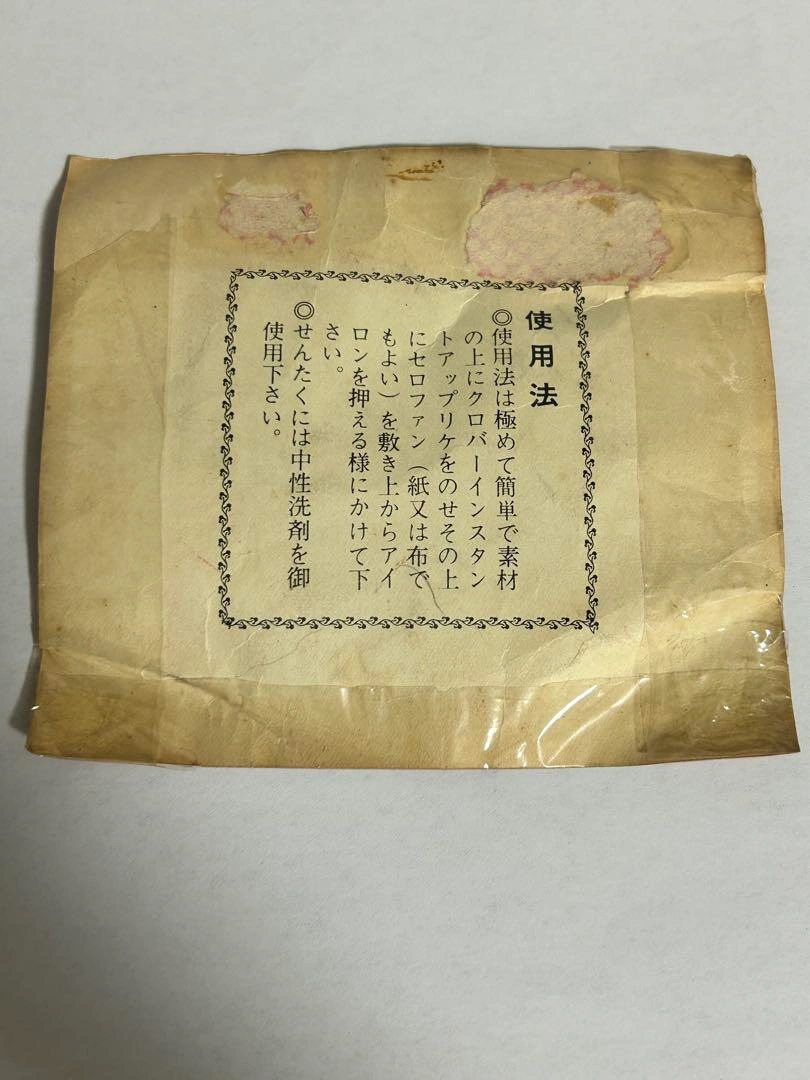 使用法
◎使用法は極めて簡単で素材
の上にクロバーインスタン
トアップリケをのせその上
にセロファン（紙又は布で
もよい）を敷き上からアイ
ロンを押える様にかけて下
さい。
◎せんたくには中性洗剤を御
使用下さい。